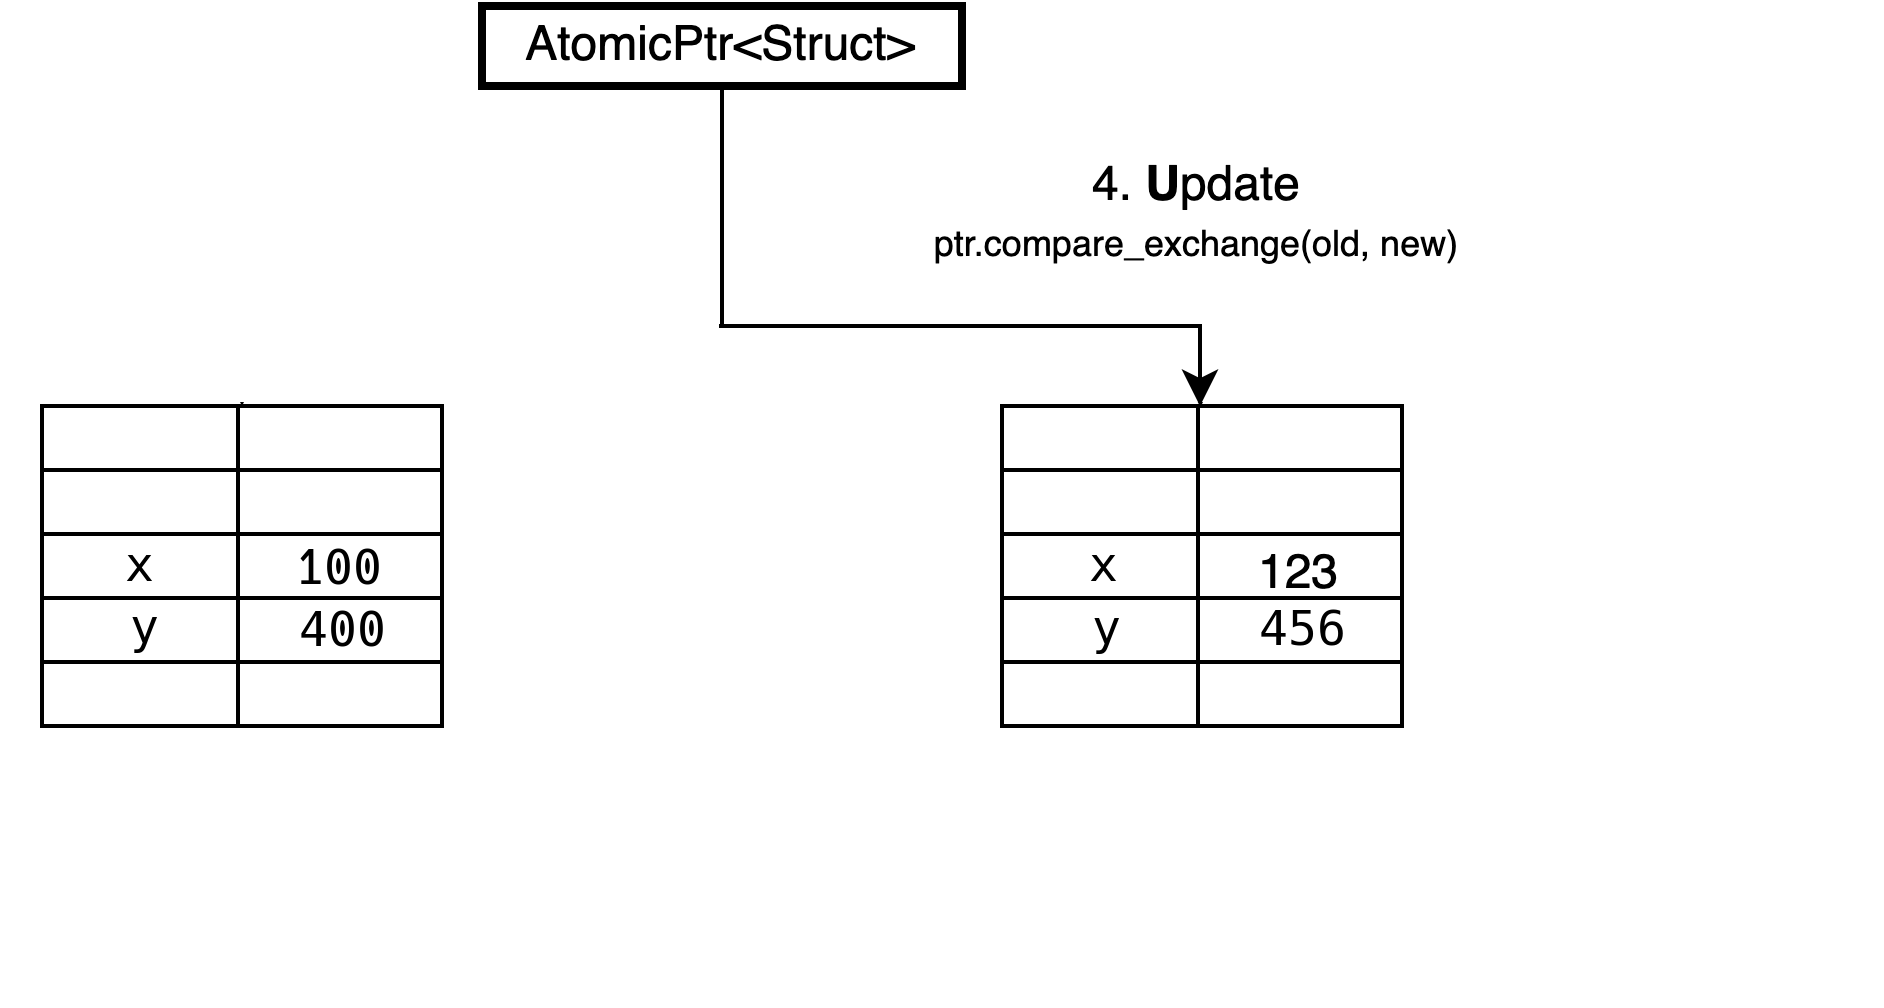 AtomicPtr<Struct>
4. Update
ptr.compare_exchange(old, new)
x 100
y 400
x 123
y 456